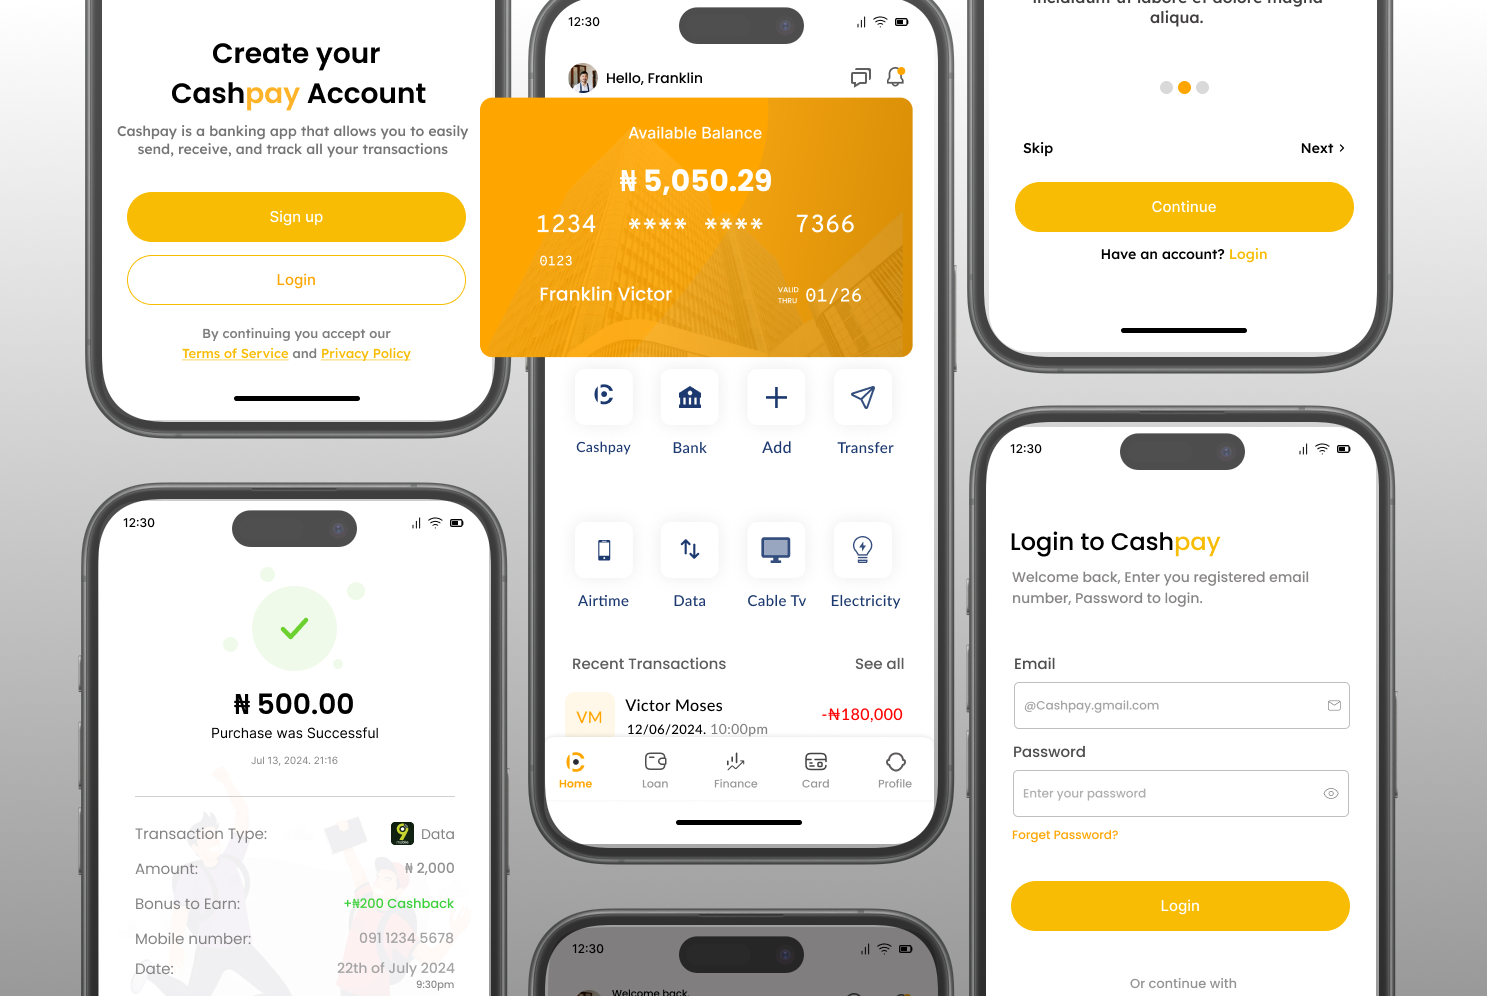 Create your
Cashpay Account
Cashpay is a banking app that allows you to easily
send, receive, and track all your transactions
Sign up
Login
By continuing you accept our
Terms of Service and Privacy Policy
12:30
₦ 500.00
Purchase was Successful
Jul 13, 2024. 21:16
Transaction Type: 9 mobile Data
Amount: ₦ 2,000
Bonus to Earn: +₦200 Cashback
Mobile number: 091 1234 5678
Date: 22th of July 2024
9:30pm
12:30
Hello, Franklin
Available Balance
₦ 5,050.29
1234 **** **** 7366
0123
Franklin Victor VALID THRU 01/26
Cashpay Bank Add Transfer
Airtime Data Cable Tv Electricity
Recent Transactions See all
VM Victor Moses -₦180,000
12/06/2024. 10:00pm
Home Loan Finance Card Profile
12:30
Welcome back,
incididunt ut labore et dolore magna
aliqua.
Skip Next >
Continue
Have an account? Login
12:30
Login to Cashpay
Welcome back, Enter you registered email
number, Password to login.
Email
@Cashpay.gmail.com
Password
Enter your password
Forget Password?
Login
Or continue with